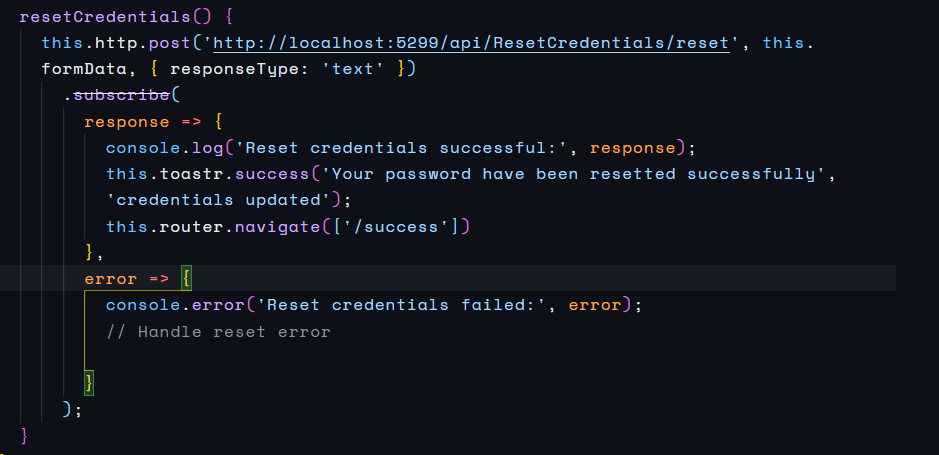 resetCredentials() {
this.http.post('http://localhost:5299/api/ResetCredentials/reset', this.
formData, { responseType: 'text' })
.subscribe(
response => {
console.log('Reset credentials successful:', response);
this.toastr.success('Your password have been resetted successfully',
'credentials updated');
this.router.navigate(['/success'])
},
error => {
console.error('Reset credentials failed:', error);
// Handle reset error
}
);
}